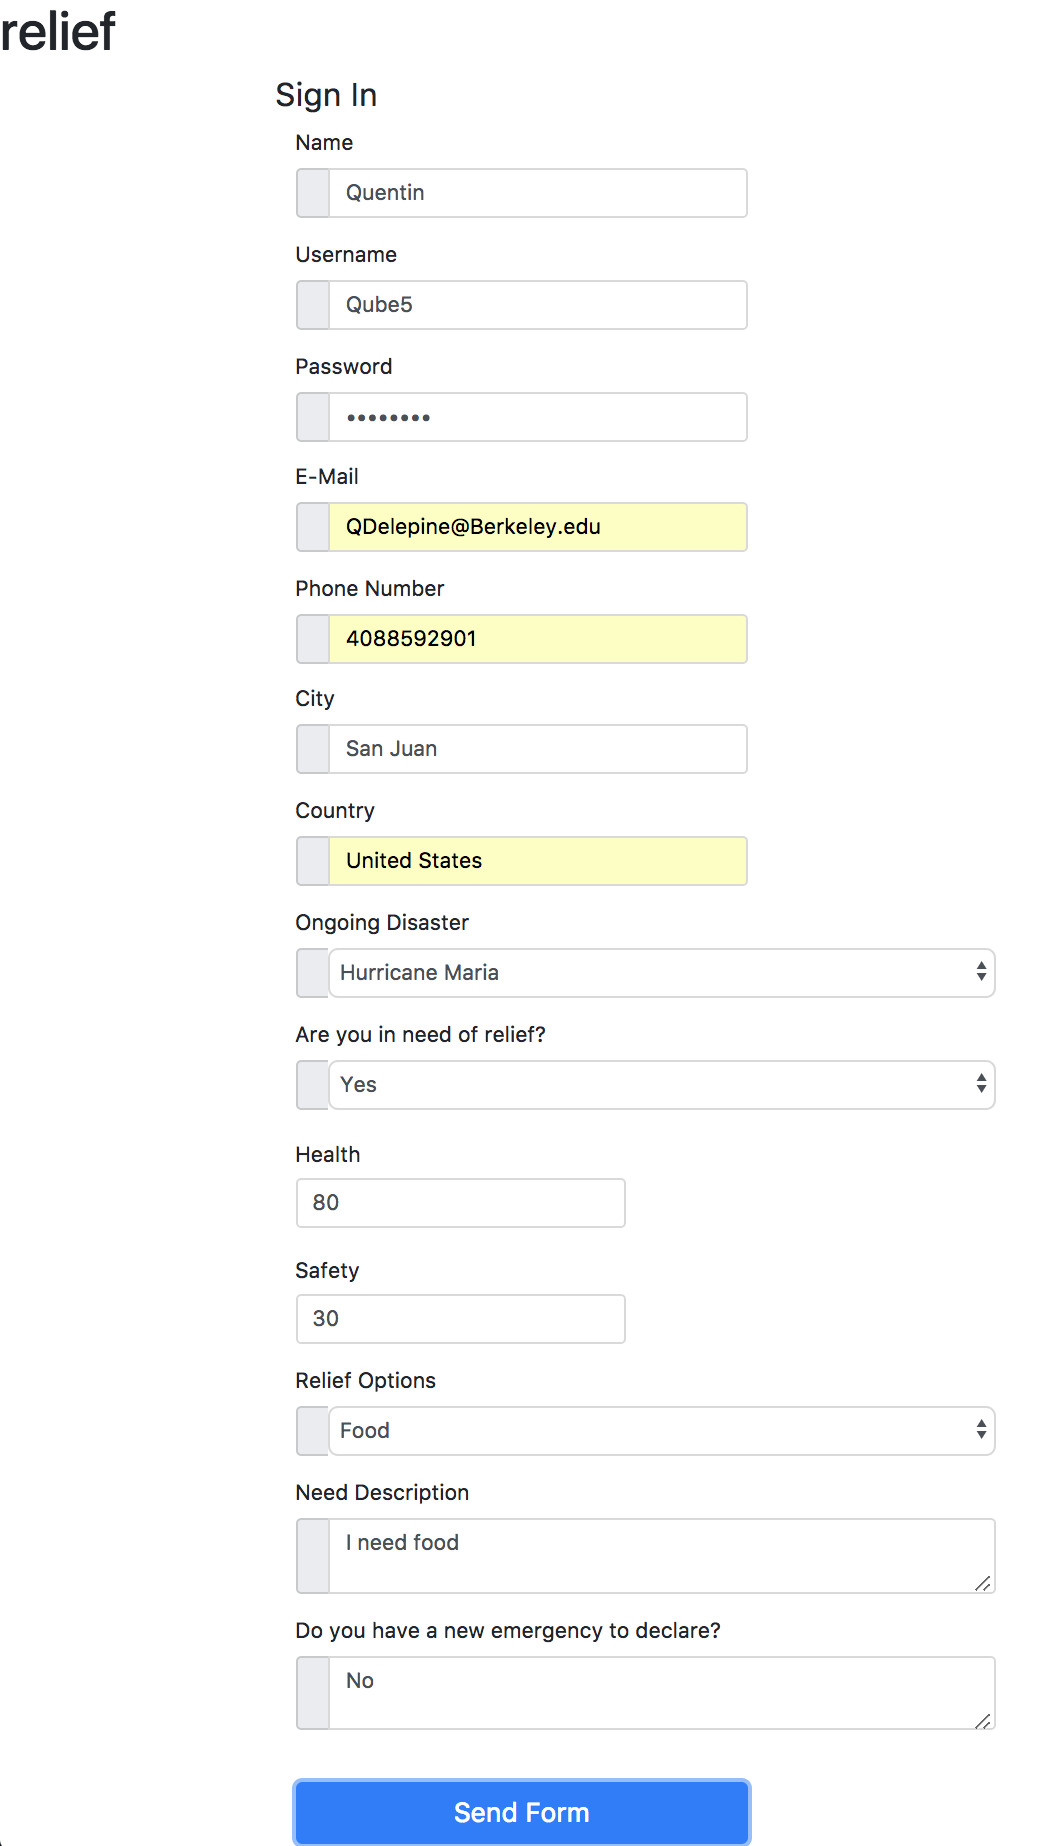 relief
Sign In
Name
Quentin
Username
Qube5
Password
••••••••
E-Mail
QDelepine@Berkeley.edu
Phone Number
4088592901
City
San Juan
Country
United States
Ongoing Disaster
Hurricane Maria
Are you in need of relief?
Yes
Health
80
Safety
30
Relief Options
Food
Need Description
I need food
Do you have a new emergency to declare?
No
Send Form